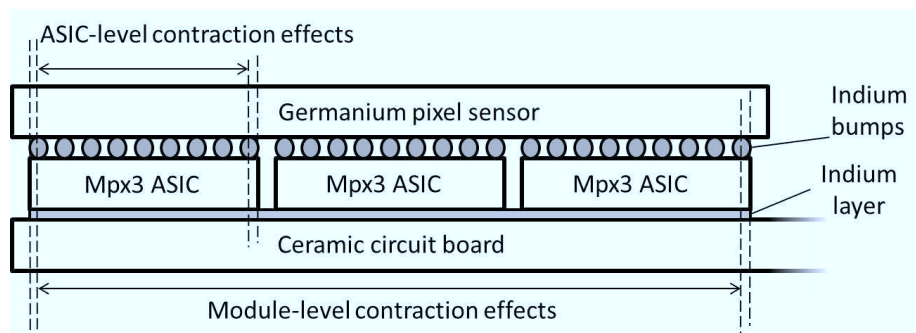 ASIC-level contraction effects
Germanium pixel sensor
Indium
bumps
Mpx3 ASIC
Mpx3 ASIC
Mpx3 ASIC
Indium
layer
Ceramic circuit board
Module-level contraction effects